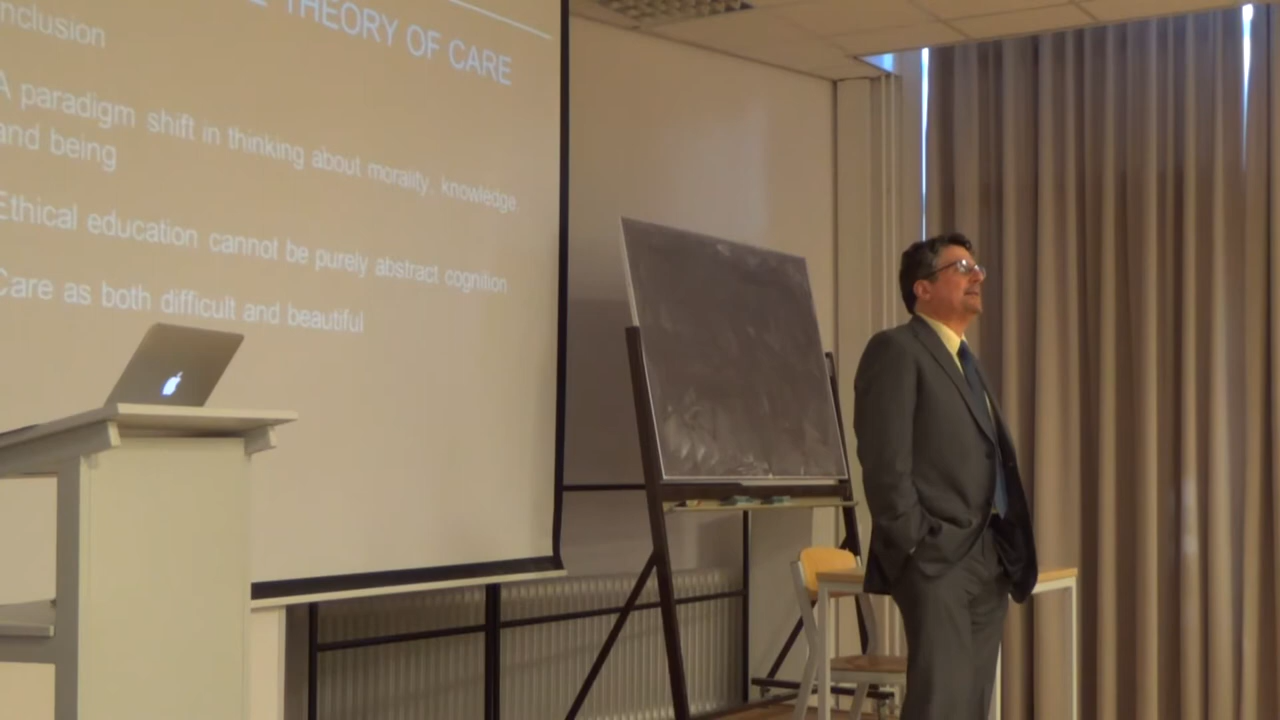 THEORY OF CARE
nclusion
A paradigm shift in thinking about morality, knowledge,
and being
Ethical education cannot be purely abstract cognition
Care as both difficult and beautiful